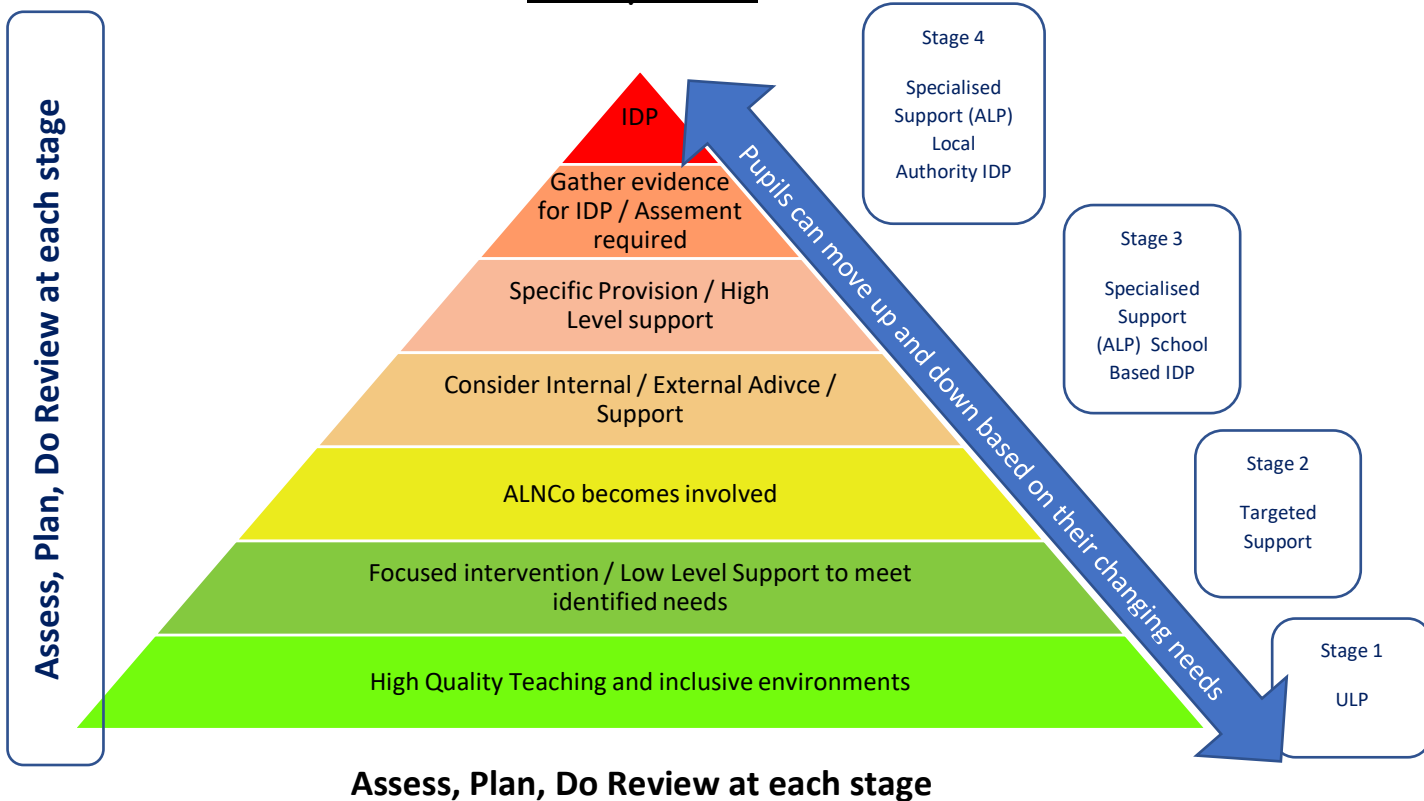 Assess, Plan, Do Review at each stage
IDP
Gather evidence
for IDP / Assement
required
Specific Provision / High
Level support
Consider Internal / External Adivce /
Support
ALNCo becomes involved
Focused intervention / Low Level Support to meet
identified needs
High Quality Teaching and inclusive environments
Pupils can move up and down based on their changing needs
Stage 4
Specialised
Support (ALP)
Local
Authority IDP
Stage 3
Specialised
Support
(ALP) School
Based IDP
Stage 2
Targeted
Support
Stage 1
ULP
Assess, Plan, Do Review at each stage